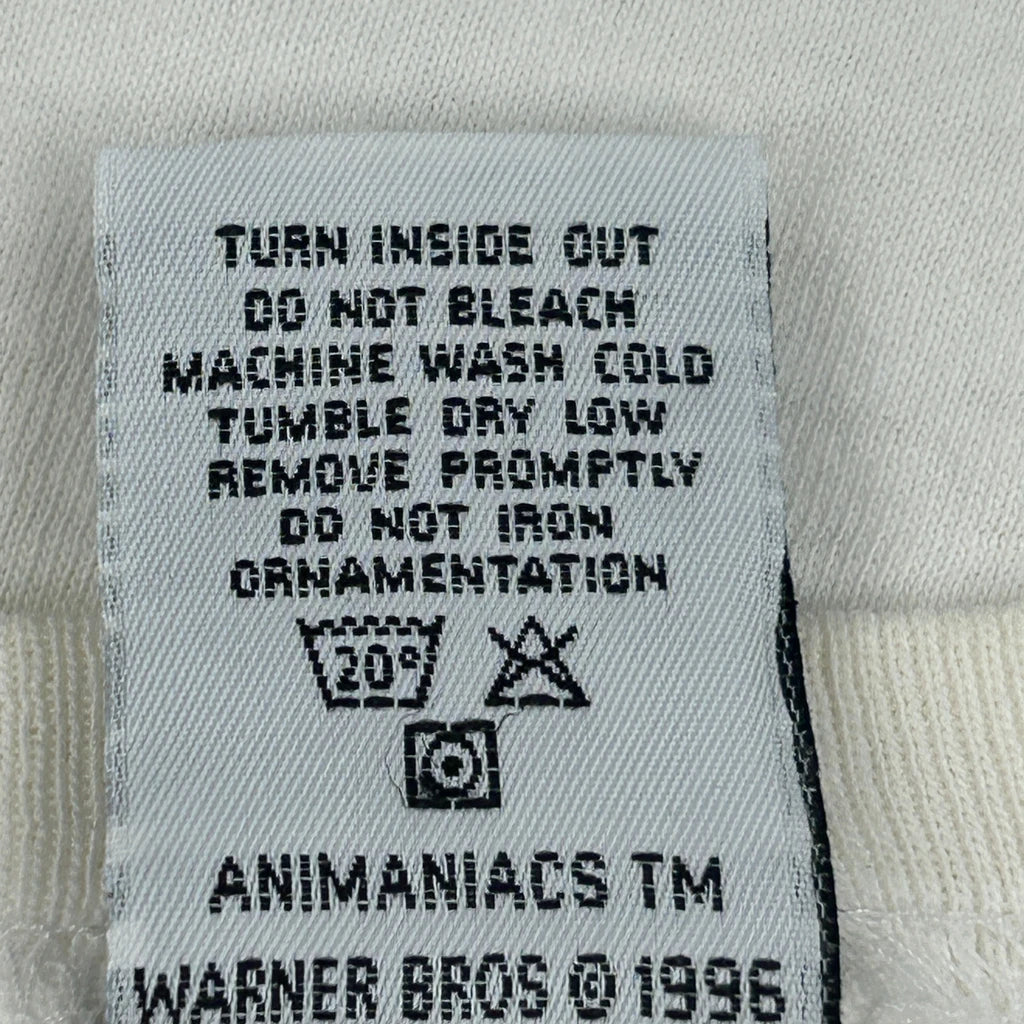 TURN INSIDE OUT
DO NOT BLEACH
MACHINE WASH COLD
TUMBLE DRY LOW
REMOVE PROMPTLY
DO NOT IRON
ORNAMENTATION
20°
ANIMANIACS TM
WARNER BROS © 1996